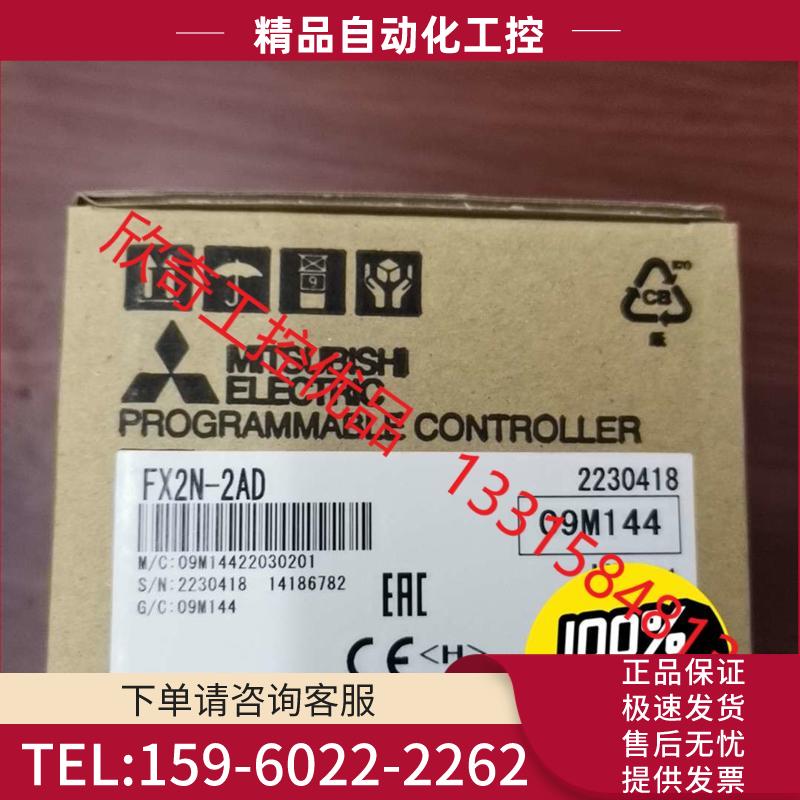 精品自动化工控
欣奇工控优品
9
MITSUBISHI
ELECTRIC
PROGRAMMABLE CONTROLLER
CB
FX2N-2AD
2230418
09M144
M/C:09M14422030201
S/N:2230418 14186782
G/C:09M144
EAC
CE <H>
100%
下单请咨询客服
TEL:159-6022-2262
正品保证
极速发货
售后无忧
提供发票